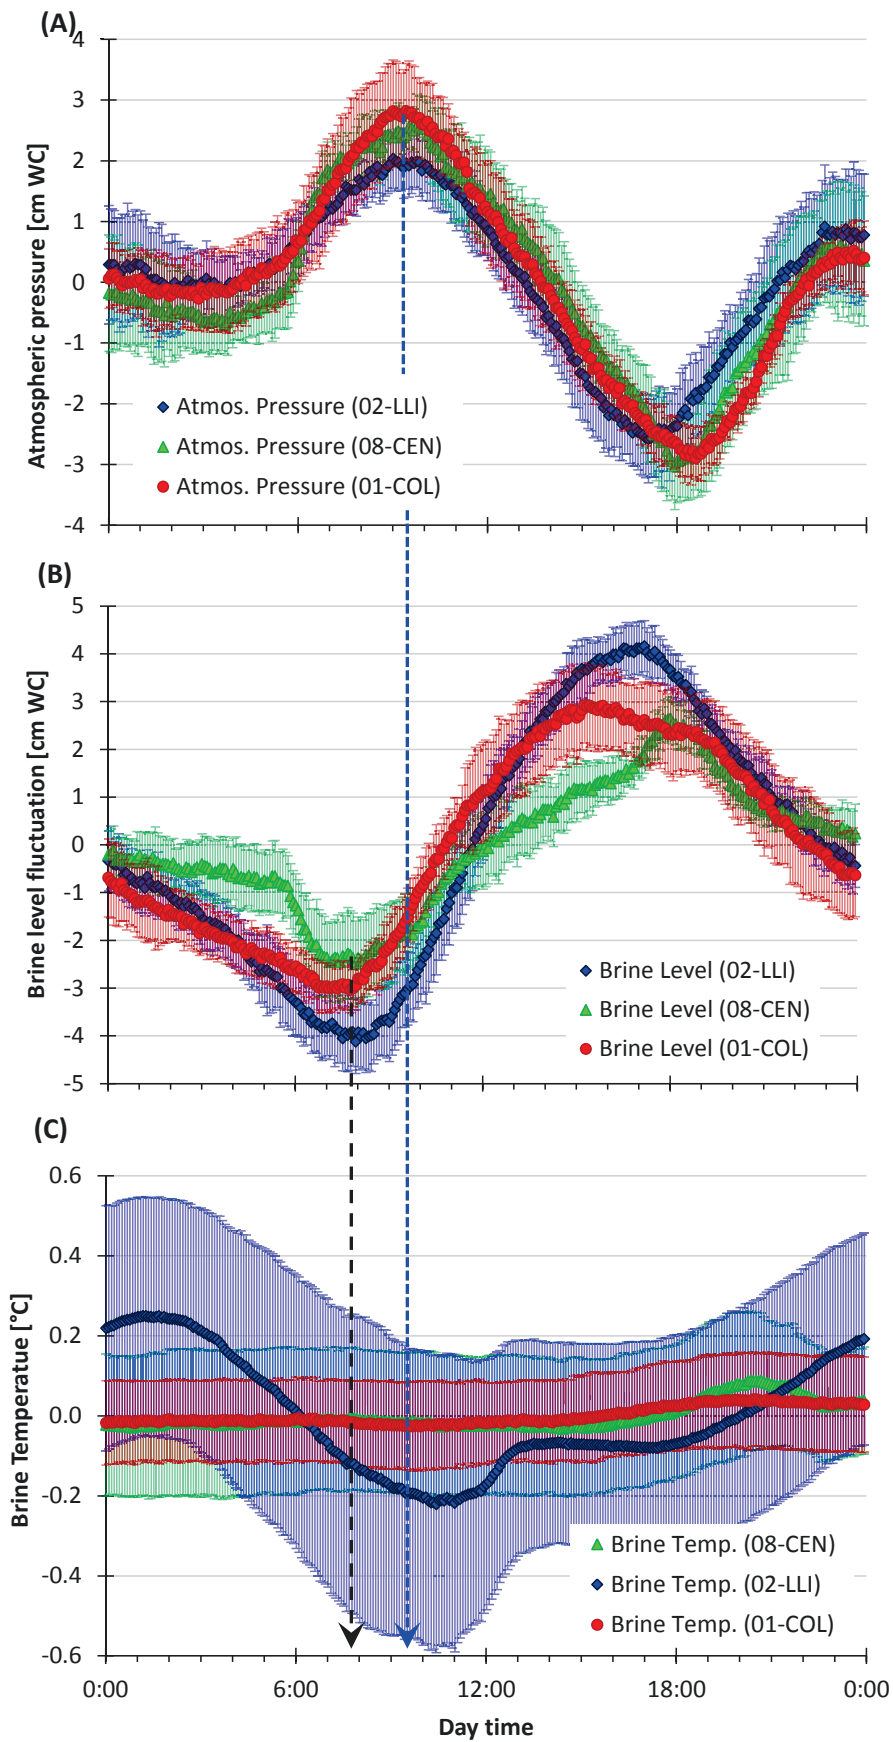 (A)
4
3
2
1
0
-1
-2
-3
-4
Atmospheric pressure [cm WC]
Atmos. Pressure (02-LLI)
Atmos. Pressure (08-CEN)
Atmos. Pressure (01-COL)
(B)
5
4
3
2
1
0
-1
-2
-3
-4
-5
Brine level fluctuation [cm WC]
Brine Level (02-LLI)
Brine Level (08-CEN)
Brine Level (01-COL)
(C)
0.6
0.4
0.2
0.0
-0.2
-0.4
-0.6
Brine Temperatue [°C]
Brine Temp. (08-CEN)
Brine Temp. (02-LLI)
Brine Temp. (01-COL)
0:00 6:00 12:00 18:00 0:00
Day time